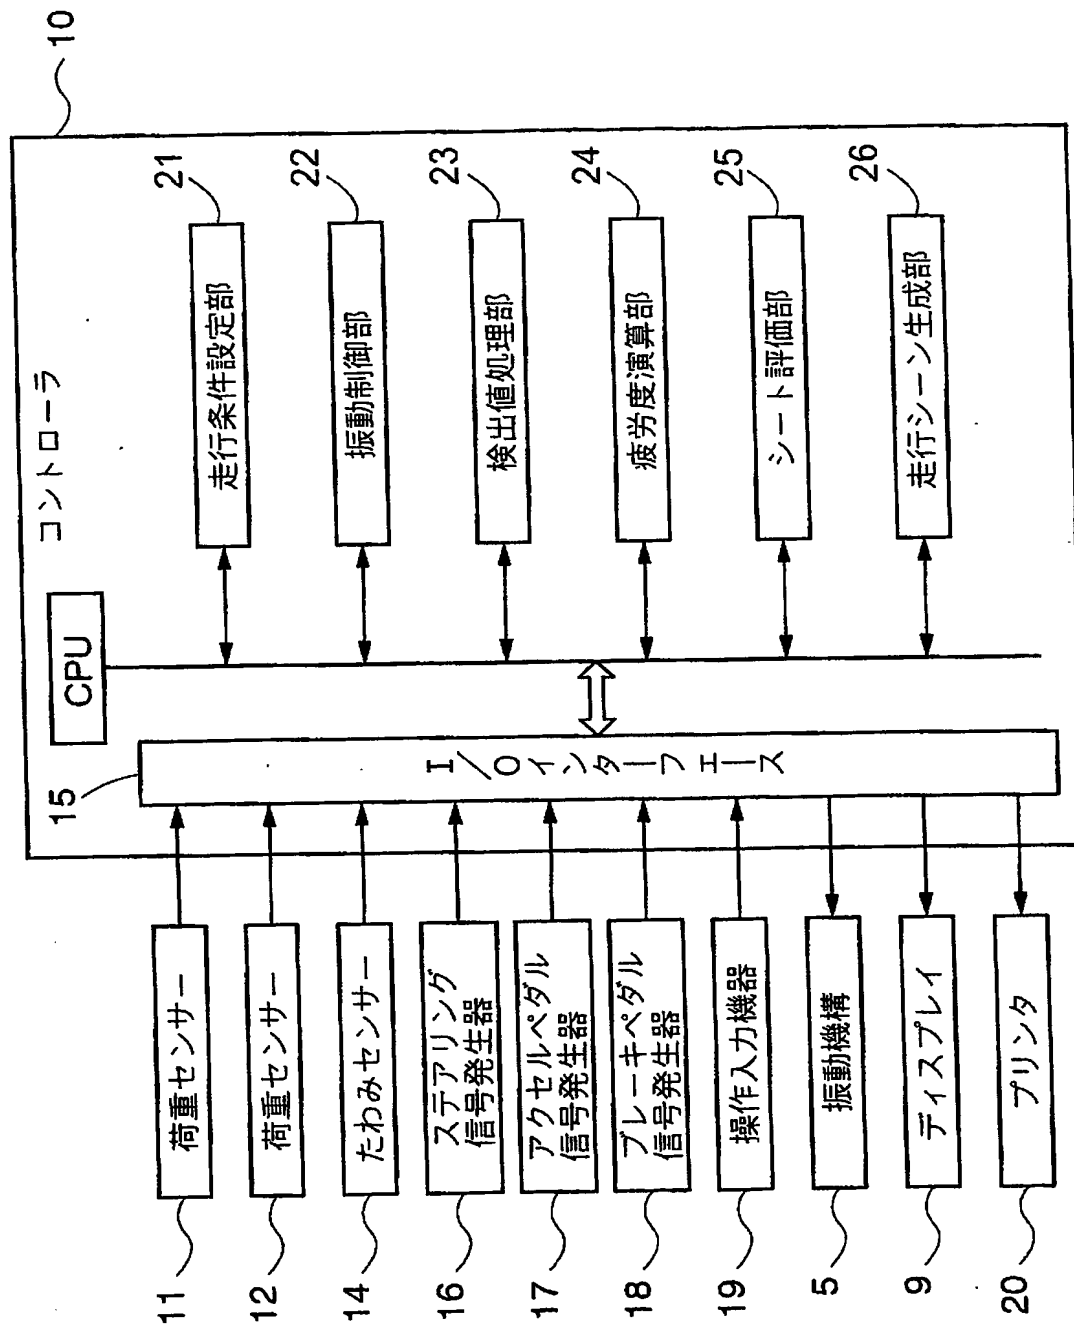 コントローラ
10
CPU
15
I/Oインターフェース
走行条件設定部
21
振動制御部
22
検出値処理部
23
疲労度演算部
24
シート評価部
25
走行シーン生成部
26
11
荷重センサー
12
荷重センサー
14
たわみセンサー
16
ステアリング
信号発生器
17
アクセルペダル
信号発生器
18
ブレーキペダル
信号発生器
19
操作入力機器
5
振動機構
9
ディスプレイ
20
プリンタ